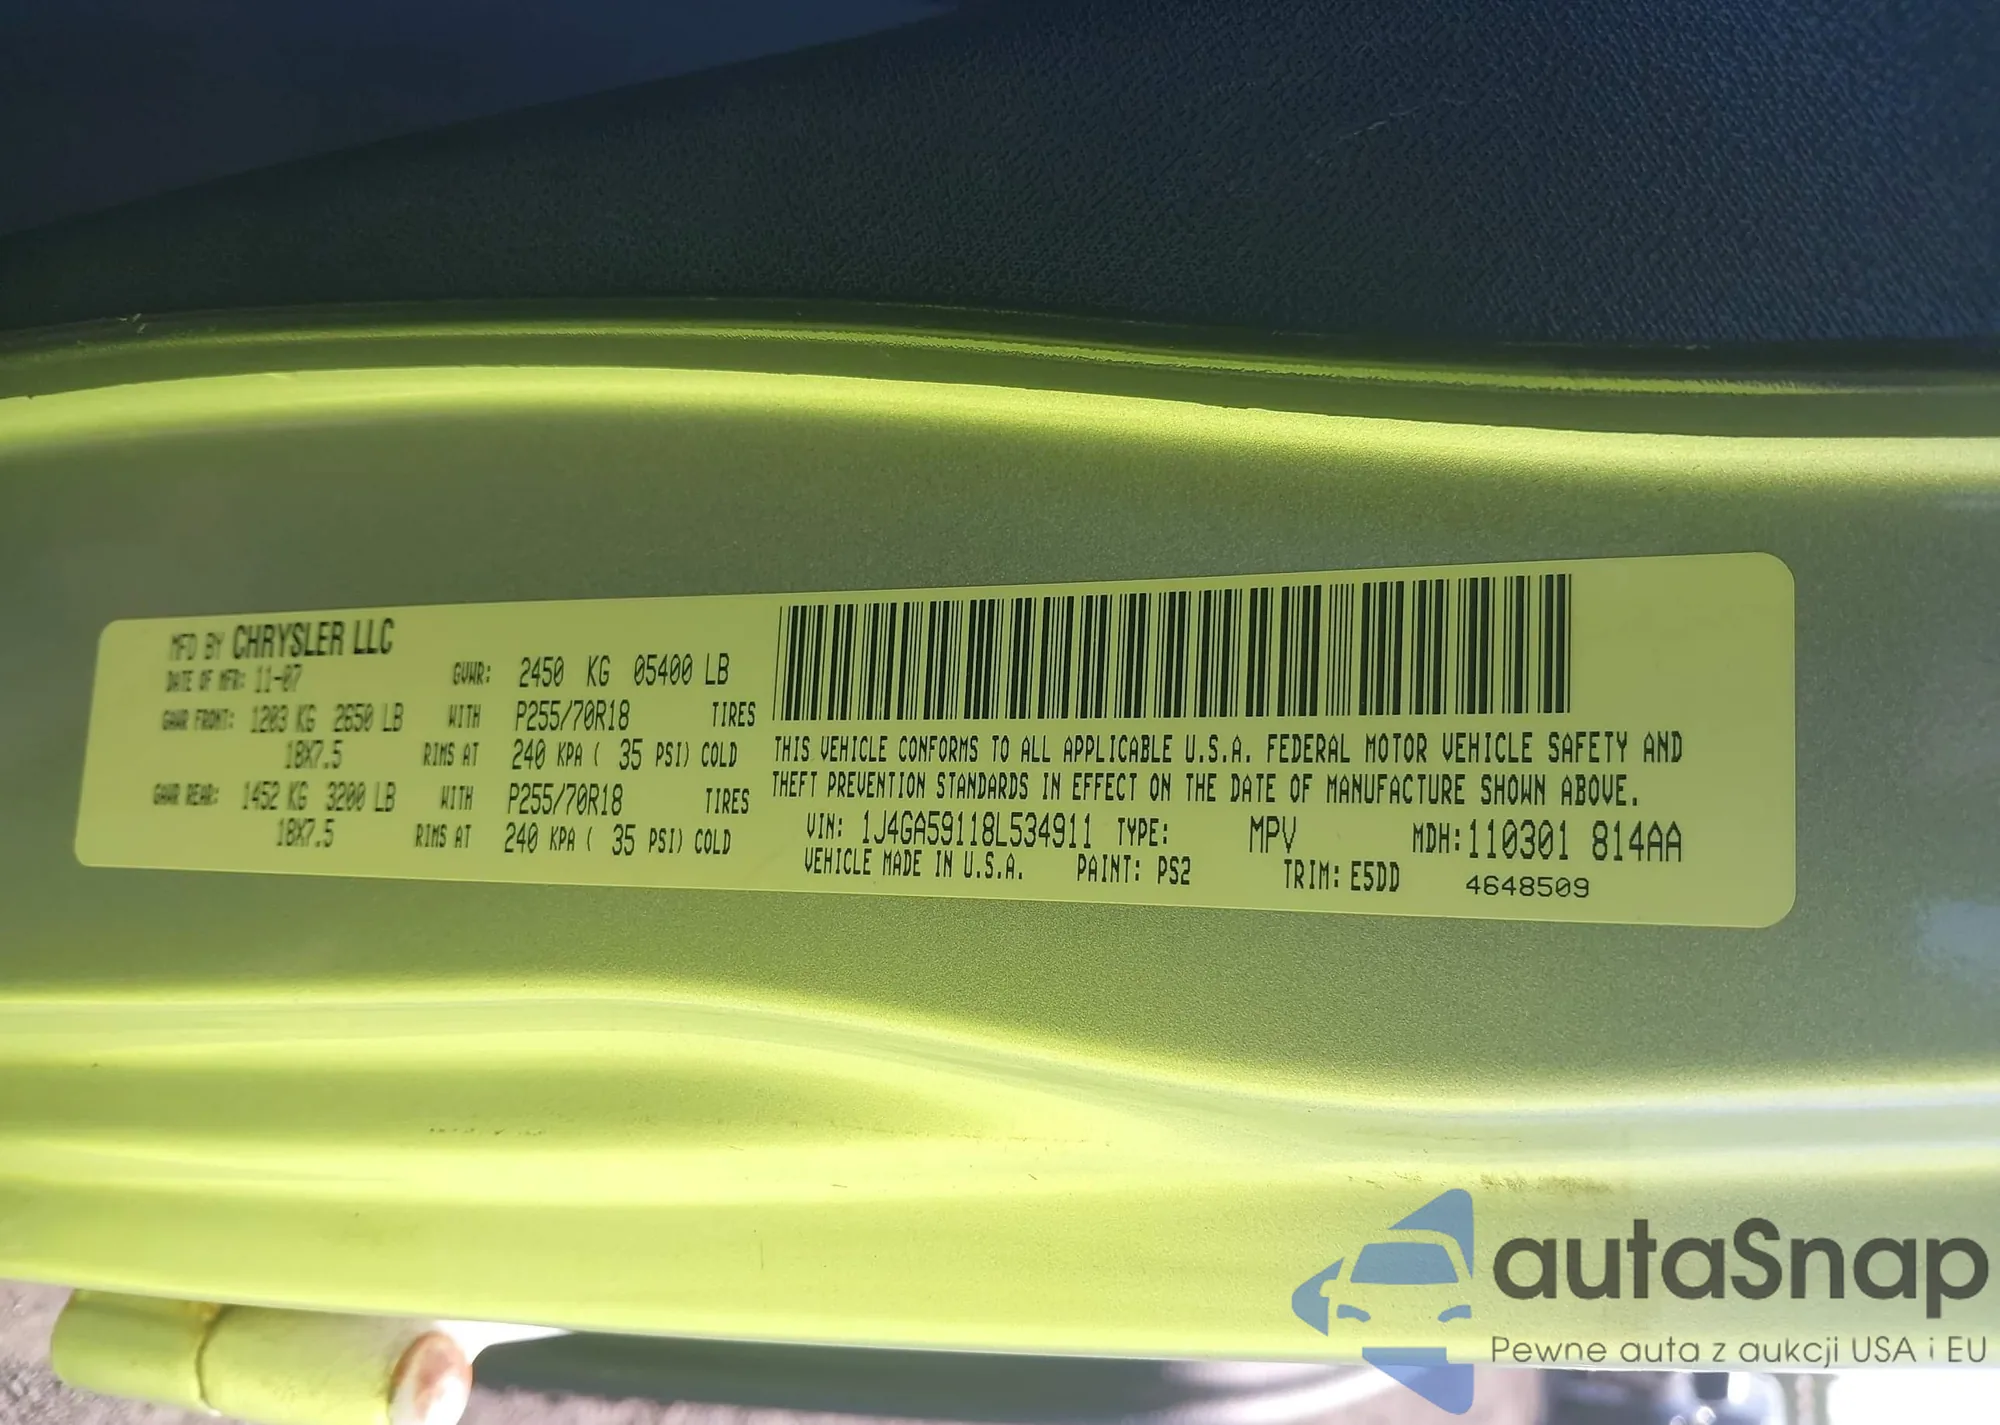 MFD BY CHRYSLER LLC
DATE OF MFR: 11-07 GVWR: 2450 KG 05400 LB
GAWR FRONT: 1203 KG 2650 LB WITH P255/70R18 TIRES
18X7.5 RIMS AT 240 KPA ( 35 PSI) COLD
GAWR REAR: 1452 KG 3200 LB WITH P255/70R18 TIRES
18X7.5 RIMS AT 240 KPA ( 35 PSI) COLD
THIS VEHICLE CONFORMS TO ALL APPLICABLE U.S.A. FEDERAL MOTOR VEHICLE SAFETY AND
THEFT PREVENTION STANDARDS IN EFFECT ON THE DATE OF MANUFACTURE SHOWN ABOVE.
VIN: 1J4GA59118L534911 TYPE: MPV MDH: 110301 814AA
VEHICLE MADE IN U.S.A. PAINT: PS2 TRIM: E5DD 4648509
autaSnap
Pewne auta z aukcji USA i EU